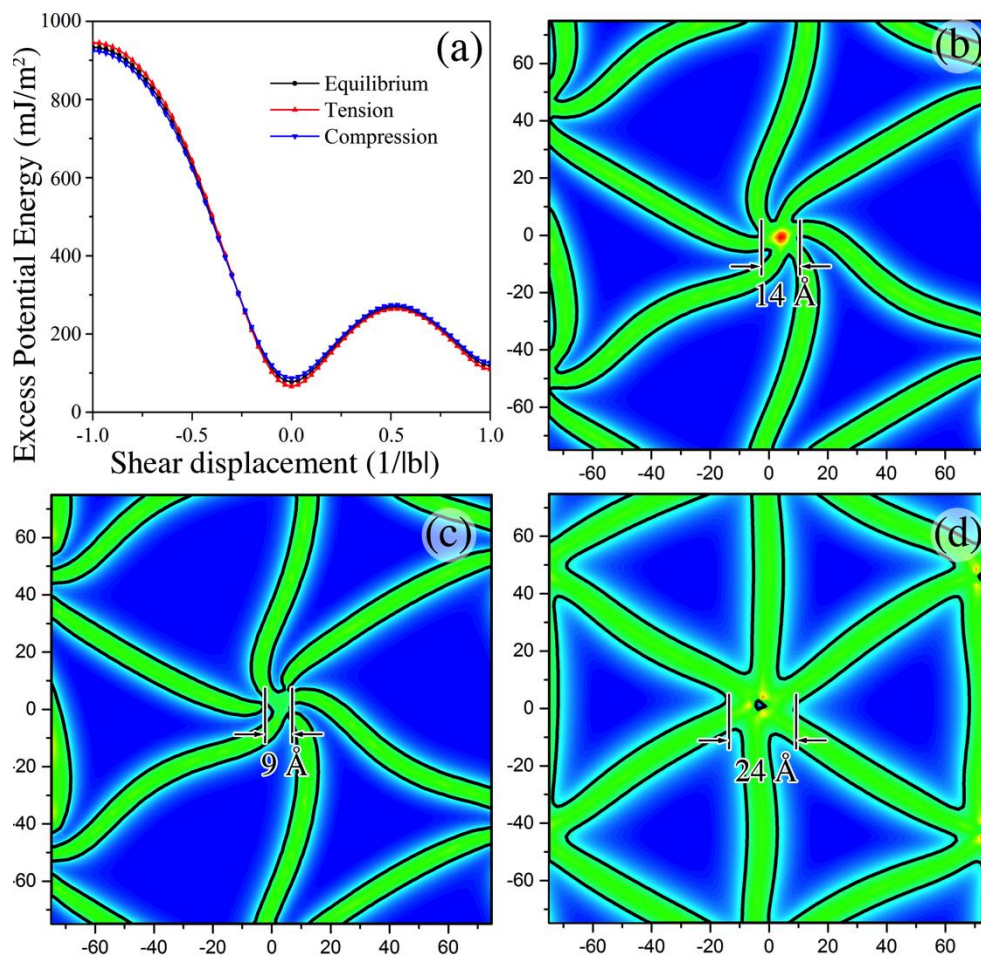 (a)
Excess Potential Energy (mJ/m²)
1000
800
600
400
200
0
Equilibrium
Tension
Compression
-1.0 -0.5 0.0 0.5 1.0
Shear displacement (1/|b|)
(b)
60
40
20
0
-20
-40
-60
14 Å
-60 -40 -20 0 20 40 60
(c)
60
40
20
0
-20
-40
-60
9 Å
-60 -40 -20 0 20 40 60
(d)
60
40
20
0
-20
-40
-60
24 Å
-60 -40 -20 0 20 40 60